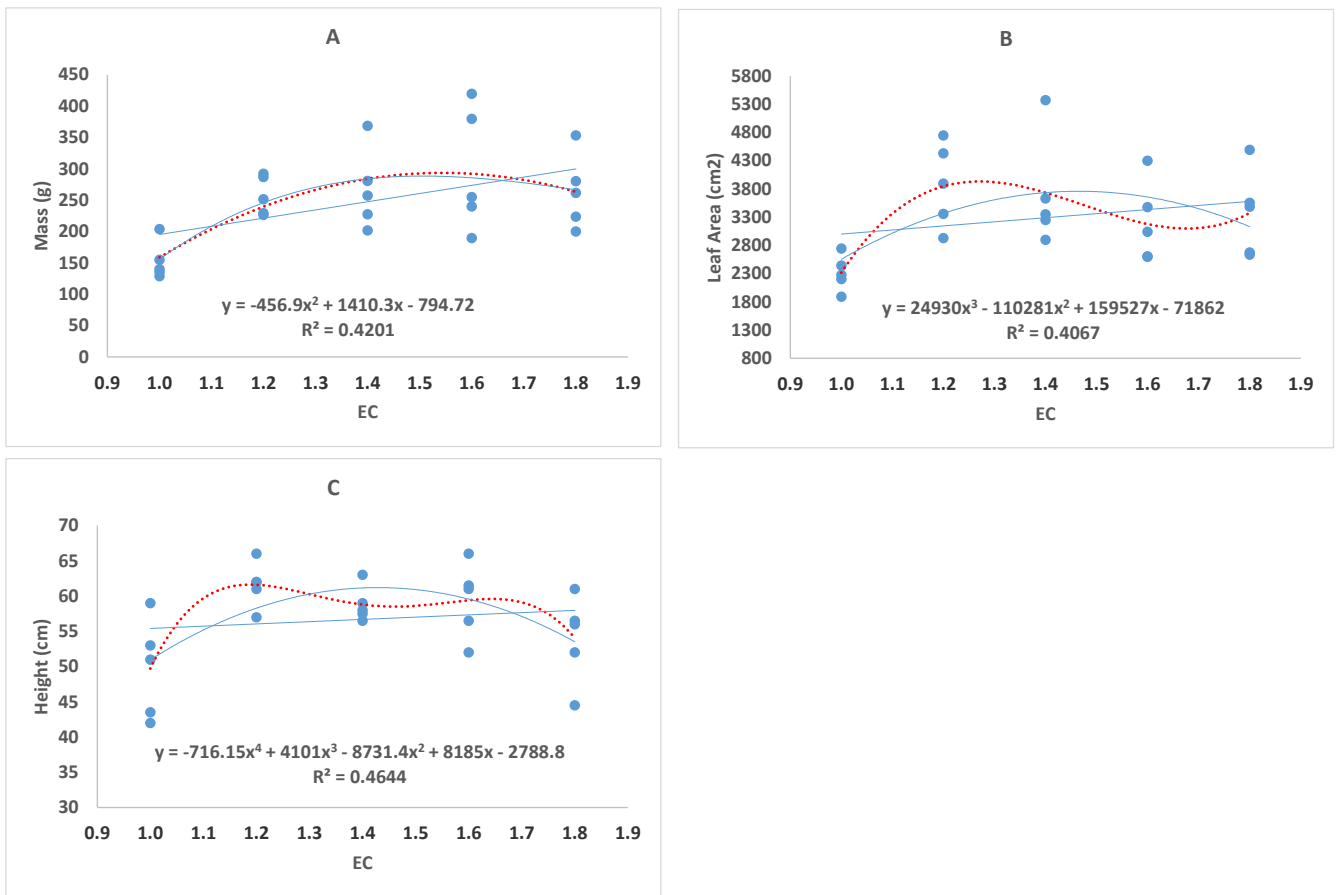 A
Mass (g)
450
400
350
300
250
200
150
100
50
0
y = -456.9x² + 1410.3x - 794.72
R² = 0.4201
0.9 1.0 1.1 1.2 1.3 1.4 1.5 1.6 1.7 1.8 1.9
EC
B
Leaf Area (cm2)
5800
5300
4800
4300
3800
3300
2800
2300
1800
1300
800
y = 24930x³ - 110281x² + 159527x - 71862
R² = 0.4067
0.9 1.0 1.1 1.2 1.3 1.4 1.5 1.6 1.7 1.8 1.9
EC
C
Height (cm)
70
65
60
55
50
45
40
35
30
y = -716.15x⁴ + 4101x³ - 8731.4x² + 8185x - 2788.8
R² = 0.4644
0.9 1.0 1.1 1.2 1.3 1.4 1.5 1.6 1.7 1.8 1.9
EC